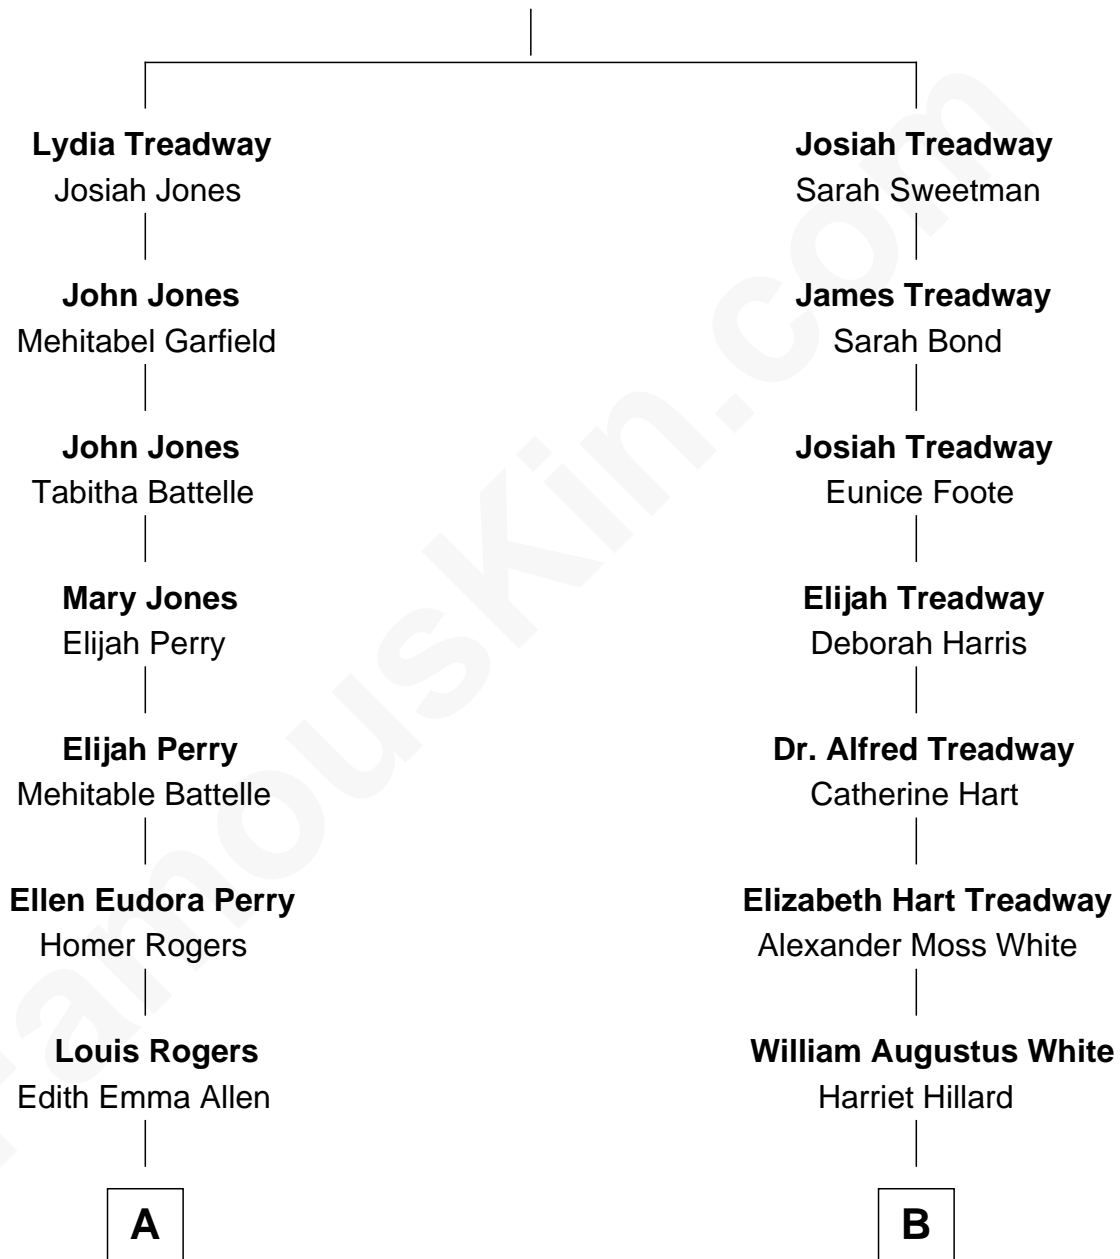 Lydia Treadway
Josiah Jones
John Jones
Mehitabel Garfield
John Jones
Tabitha Battelle
Mary Jones
Elijah Perry
Elijah Perry
Mehitable Battelle
Ellen Eudora Perry
Homer Rogers
Louis Rogers
Edith Emma Allen
A
Josiah Treadway
Sarah Sweetman
James Treadway
Sarah Bond
Josiah Treadway
Eunice Foote
Elijah Treadway
Deborah Harris
Dr. Alfred Treadway
Catherine Hart
Elizabeth Hart Treadway
Alexander Moss White
William Augustus White
Harriet Hillard
B
FamousKin.com